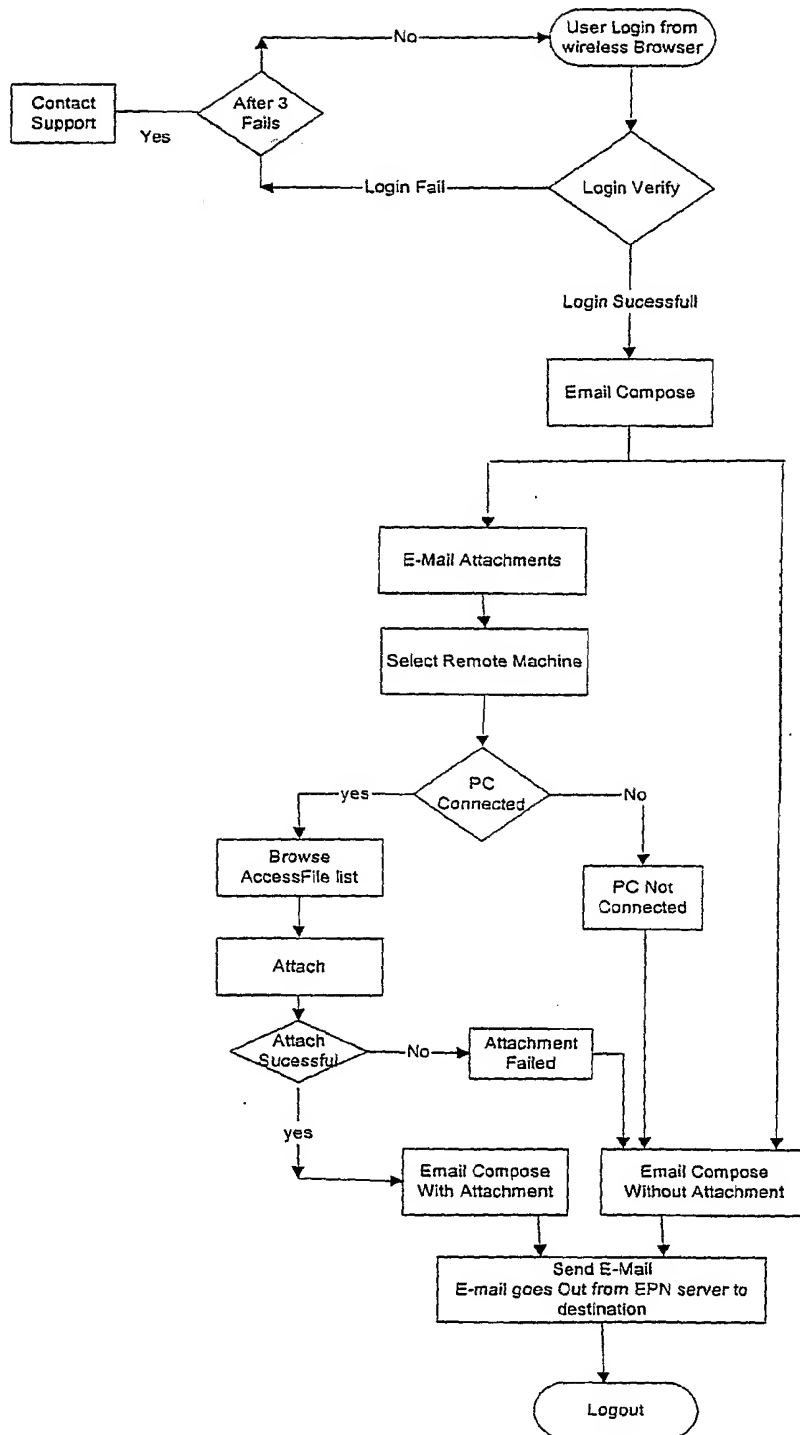 No
User Login from
wireless Browser
Contact
Support
Yes
After 3
Fails
Login Fail
Login Verify
Login Sucessfull
Email Compose
E-Mail Attachments
Select Remote Machine
yes
PC
Connected
No
Browse
AccessFile list
PC Not
Connected
Attach
Attach
Sucessful
No
Attachment
Failed
yes
Email Compose
With Attachment
Email Compose
Without Attachment
Send E-Mail
E-mail goes Out from EPN server to
destination
Logout